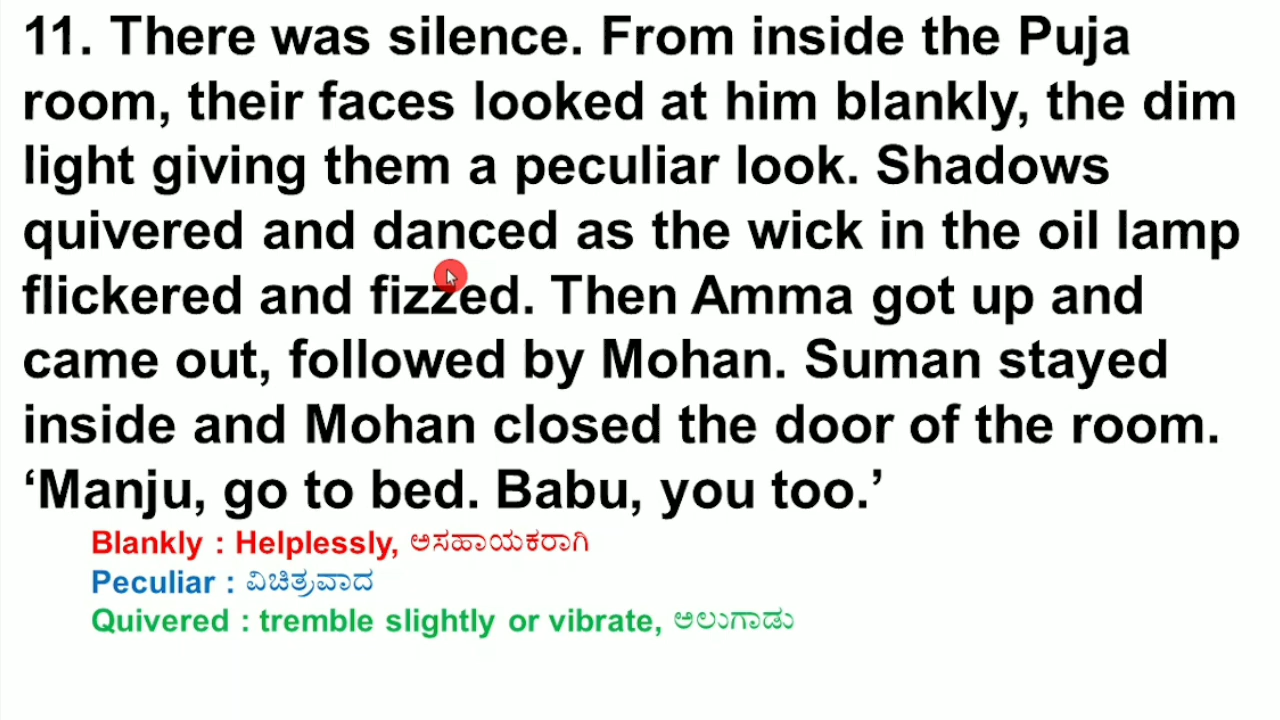 11. There was silence. From inside the Puja
room, their faces looked at him blankly, the dim
light giving them a peculiar look. Shadows
quivered and danced as the wick in the oil lamp
flickered and fizzed. Then Amma got up and
came out, followed by Mohan. Suman stayed
inside and Mohan closed the door of the room.
‘Manju, go to bed. Babu, you too.’
Blankly : Helplessly, ಅಸಹಾಯಕರಾಗಿ
Peculiar : ವಿಚಿತ್ರವಾದ
Quivered : tremble slightly or vibrate, ಅಲುಗಾಡು